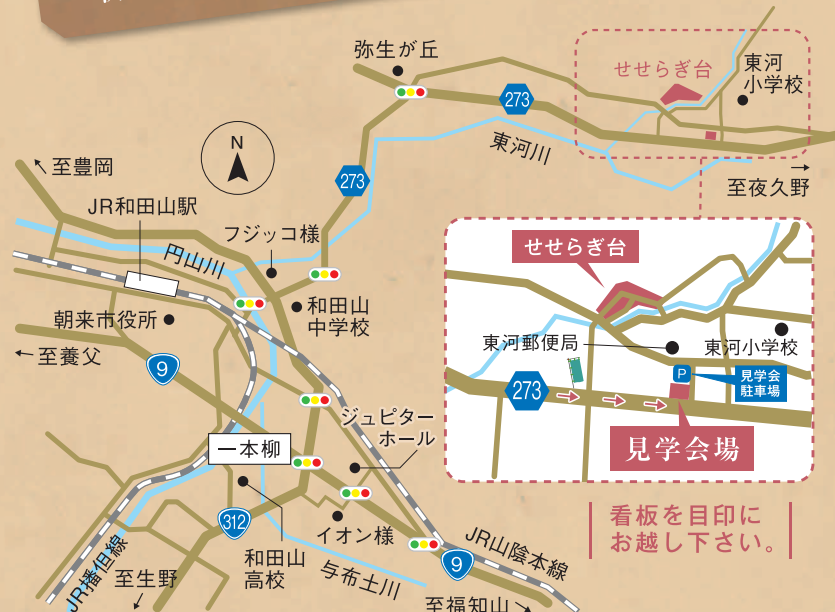 弥生が丘
273
せせらぎ台
東河
小学校
東河川
N
至豊岡
273
至夜久野
JR和田山駅
フジッコ様
円山川
せせらぎ台
朝来市役所
和田山
中学校
東河郵便局
東河小学校
至養父
9
P
見学会
駐車場
273
ジュピター
ホール
見学会場
一本柳
312
イオン様
看板を目印に
お越し下さい。
JR播但線
至生野
和田山
高校
与布土川
9
JR山陰本線
至福知山